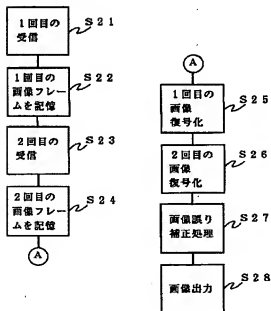 1回目の
受信
S21
1回目の
画像フレー
ムを記憶
S22
2回目の
受信
S23
2回目の
画像フレー
ムを記憶
S24
A
A
1回目の
画像
復号化
S25
2回目の
画像
復号化
S26
画像誤り
補正処理
S27
画像出力
S28